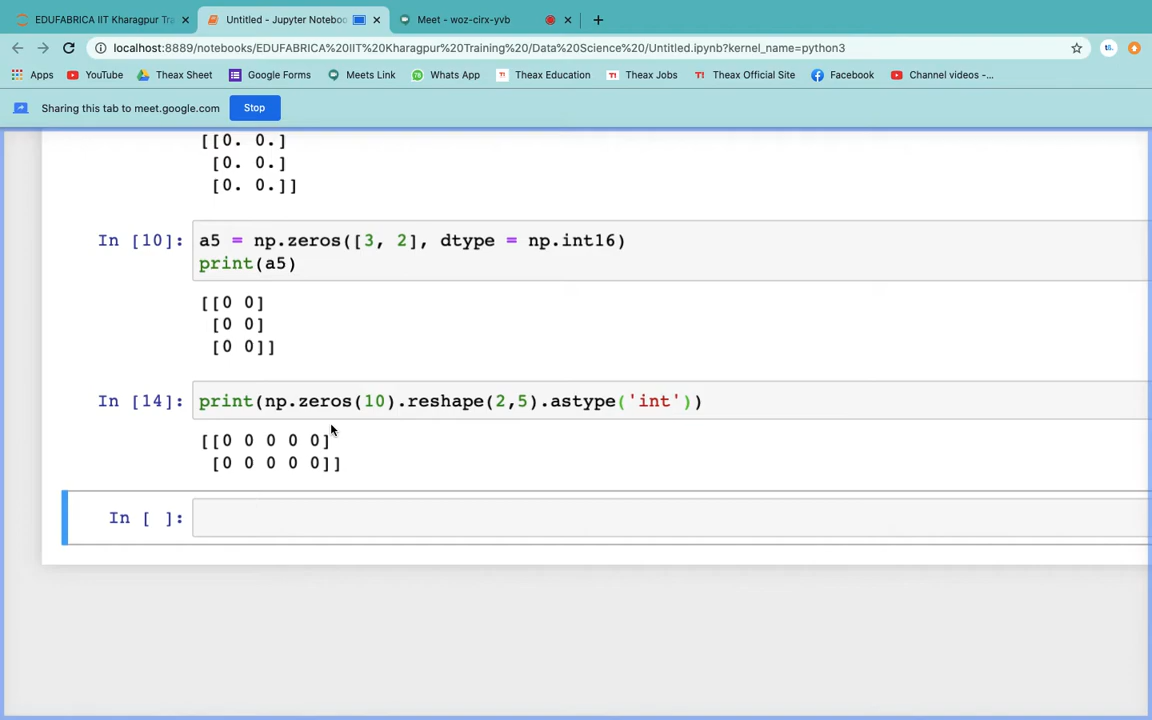 EDUFABRICA IIT Kharagpur Tra
Untitled - Jupyter Noteboo
Meet - woz-cirx-yvb
localhost:8889/notebooks/EDUFABRICA%20IIT%20Kharagpur%20Training%20/Data%20Science%20/Untitled.ipynb?kernel_name=python3
Apps YouTube Theax Sheet Google Forms Meets Link Whats App Theax Education Theax Jobs Theax Official Site Facebook Channel videos -...
Sharing this tab to meet.google.com Stop
[[0. 0.]
[0. 0.]
[0. 0.]]
In [10]: a5 = np.zeros([3, 2], dtype = np.int16)
print(a5)
[[0 0]
[0 0]
[0 0]]
In [14]: print(np.zeros(10).reshape(2,5).astype('int'))
[[0 0 0 0 0]
[0 0 0 0 0]]
In [ ]: